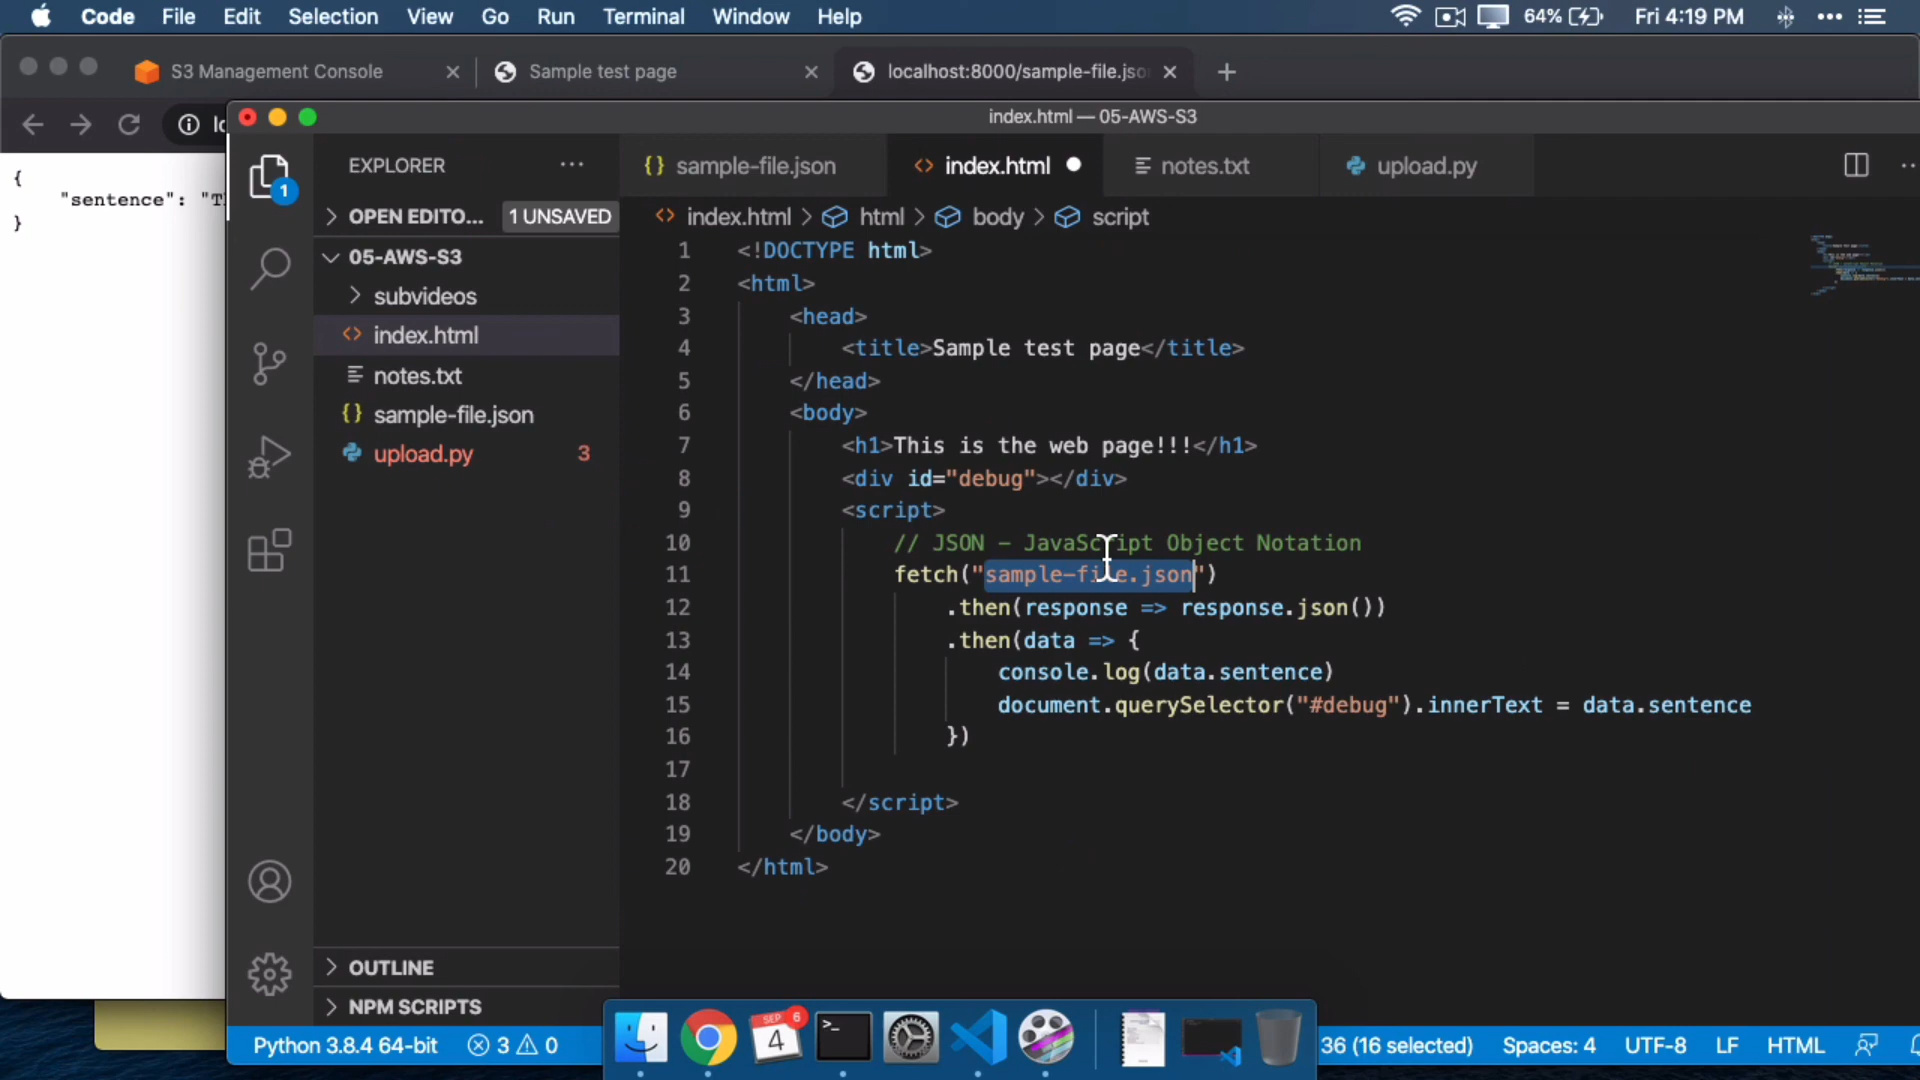 Code File Edit Selection View Go Run Terminal Window Help 64% Fri 4:19 PM
S3 Management Console Sample test page localhost:8000/sample-file.jso
index.html — 05-AWS-S3
{
"sentence": "T
}
EXPLORER
1
OPEN EDITO... 1 UNSAVED
05-AWS-S3
subvideos
index.html
notes.txt
sample-file.json
upload.py 3
OUTLINE
NPM SCRIPTS
{} sample-file.json <> index.html notes.txt upload.py
<> index.html > html > body > script
1 <!DOCTYPE html>
2 <html>
3 <head>
4 <title>Sample test page</title>
5 </head>
6 <body>
7 <h1>This is the web page!!!</h1>
8 <div id="debug"></div>
9 <script>
10 // JSON - JavaScript Object Notation
11 fetch("sample-file.json")
12 .then(response => response.json())
13 .then(data => {
14 console.log(data.sentence)
15 document.querySelector("#debug").innerText = data.sentence
16 })
17
18 </script>
19 </body>
20 </html>
SEP 4 6
Python 3.8.4 64-bit 3 0 36 (16 selected) Spaces: 4 UTF-8 LF HTML